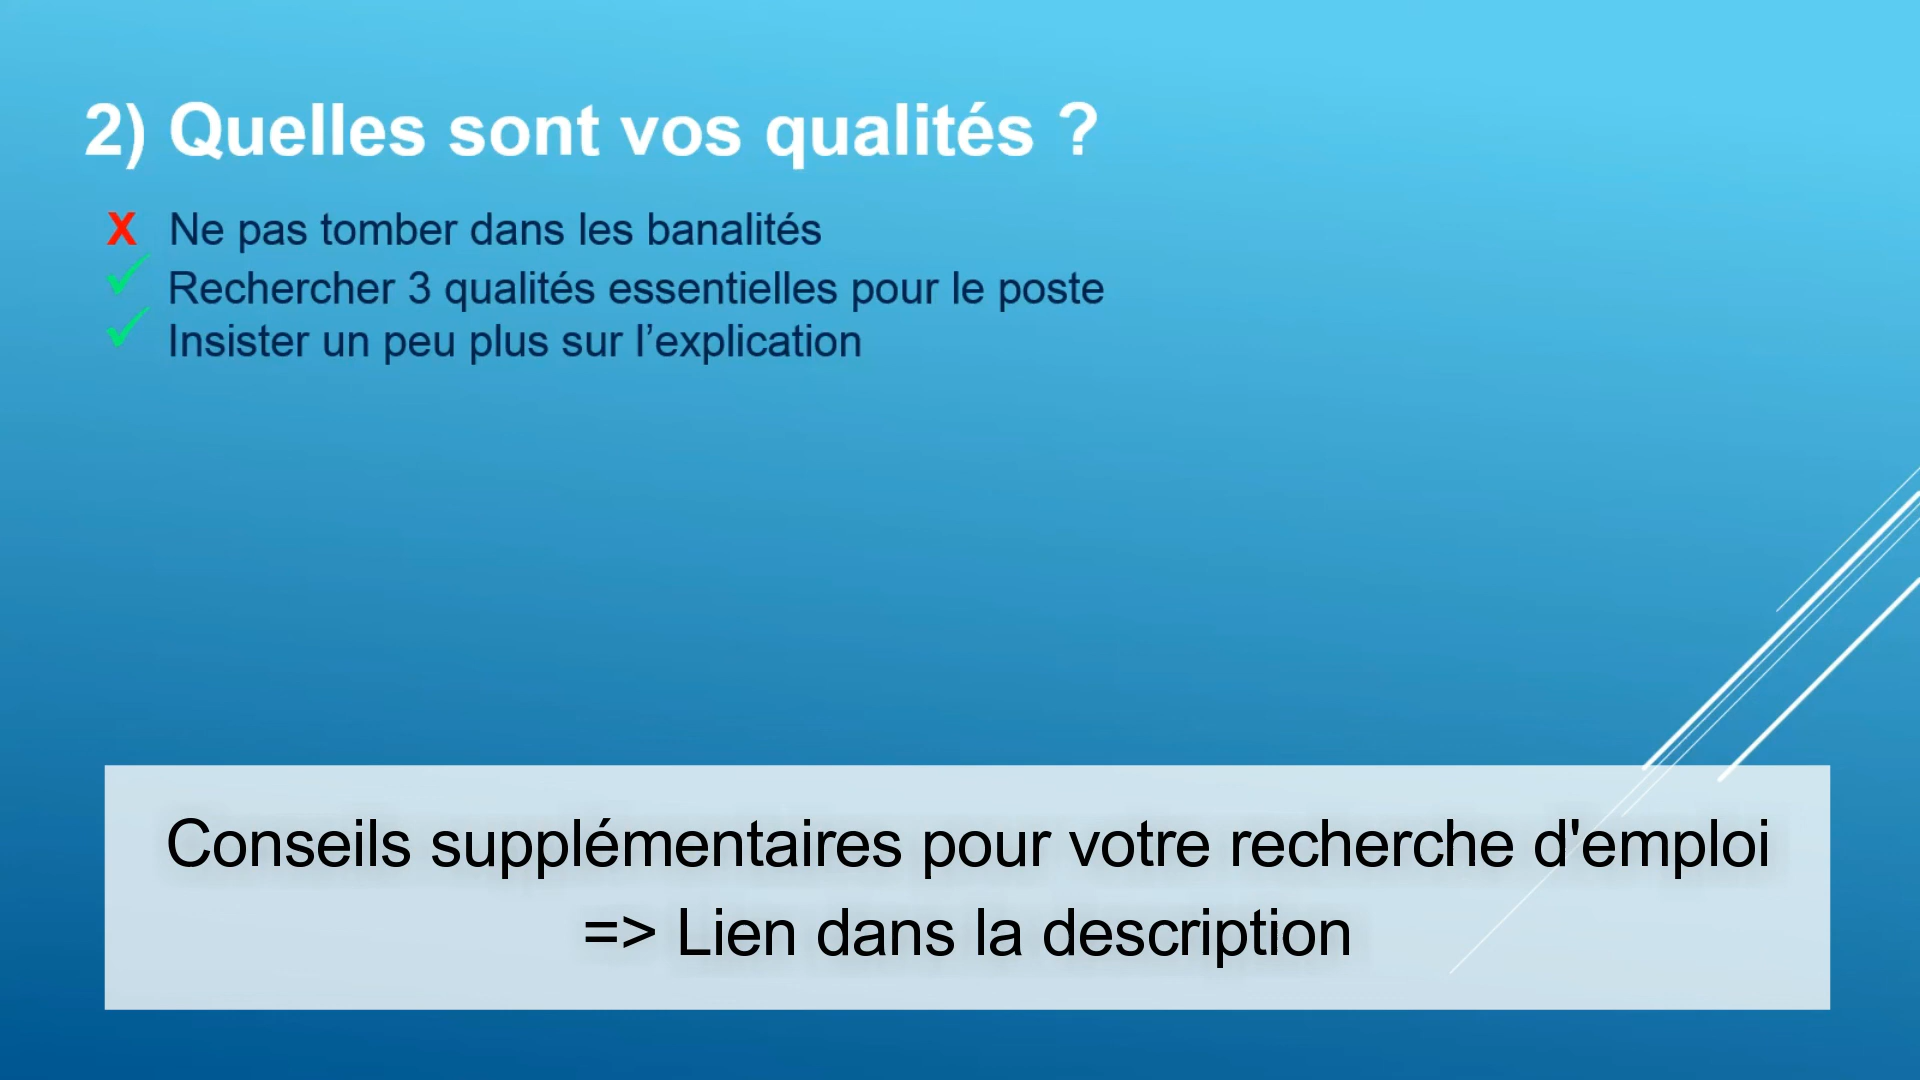 2) Quelles sont vos qualités ?
X Ne pas tomber dans les banalités
✓ Rechercher 3 qualités essentielles pour le poste
✓ Insister un peu plus sur l’explication
Conseils supplémentaires pour votre recherche d'emploi
=> Lien dans la description